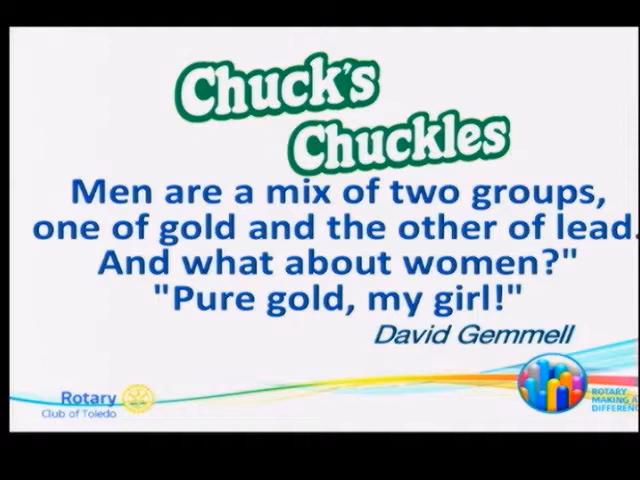 Chuck's
Chuckles
Men are a mix of two groups,
one of gold and the other of lead.
And what about women?"
"Pure gold, my girl!"
David Gemmell
Rotary
Club of Toledo
ROTARY
MAKING A
DIFFERENC